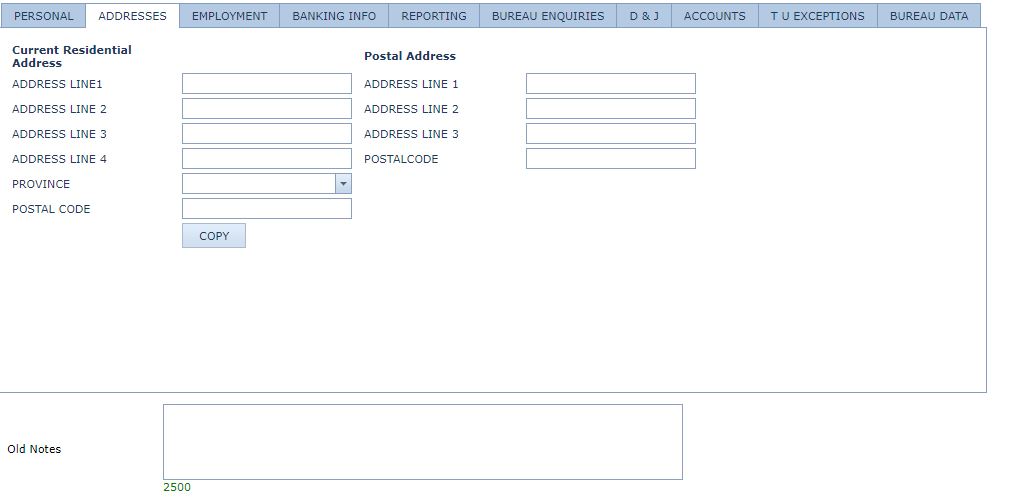 PERSONAL ADDRESSES EMPLOYMENT BANKING INFO REPORTING BUREAU ENQUIRIES D & J ACCOUNTS T U EXCEPTIONS BUREAU DATA
Current Residential
Address
ADDRESS LINE1
ADDRESS LINE 2
ADDRESS LINE 3
ADDRESS LINE 4
PROVINCE
POSTAL CODE
COPY
Postal Address
ADDRESS LINE 1
ADDRESS LINE 2
ADDRESS LINE 3
POSTALCODE
Old Notes
2500